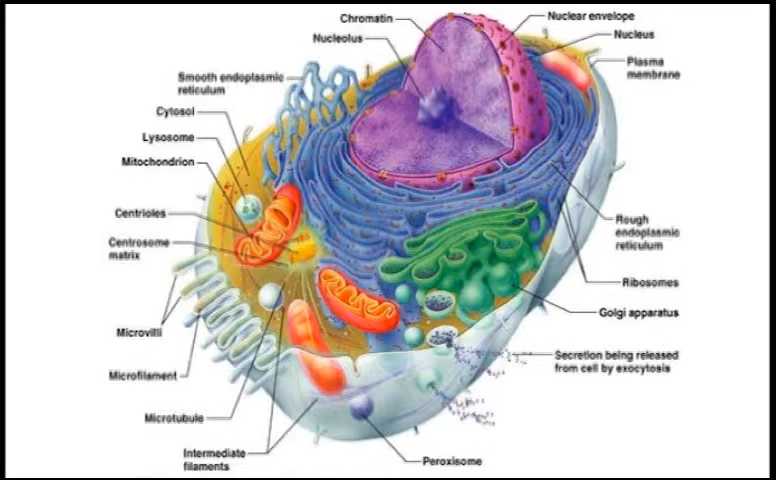 Chromatin
Nucleolus
Smooth endoplasmic
reticulum
Cytosol
Lysosome
Mitochondrion
Centrioles
Centrosome
matrix
Microvilli
Microfilament
Microtubule
Intermediate
filaments
Nuclear envelope
Nucleus
Plasma
membrane
Rough
endoplasmic
reticulum
Ribosomes
Golgi apparatus
Secretion being released
from cell by exocytosis
Peroxisome